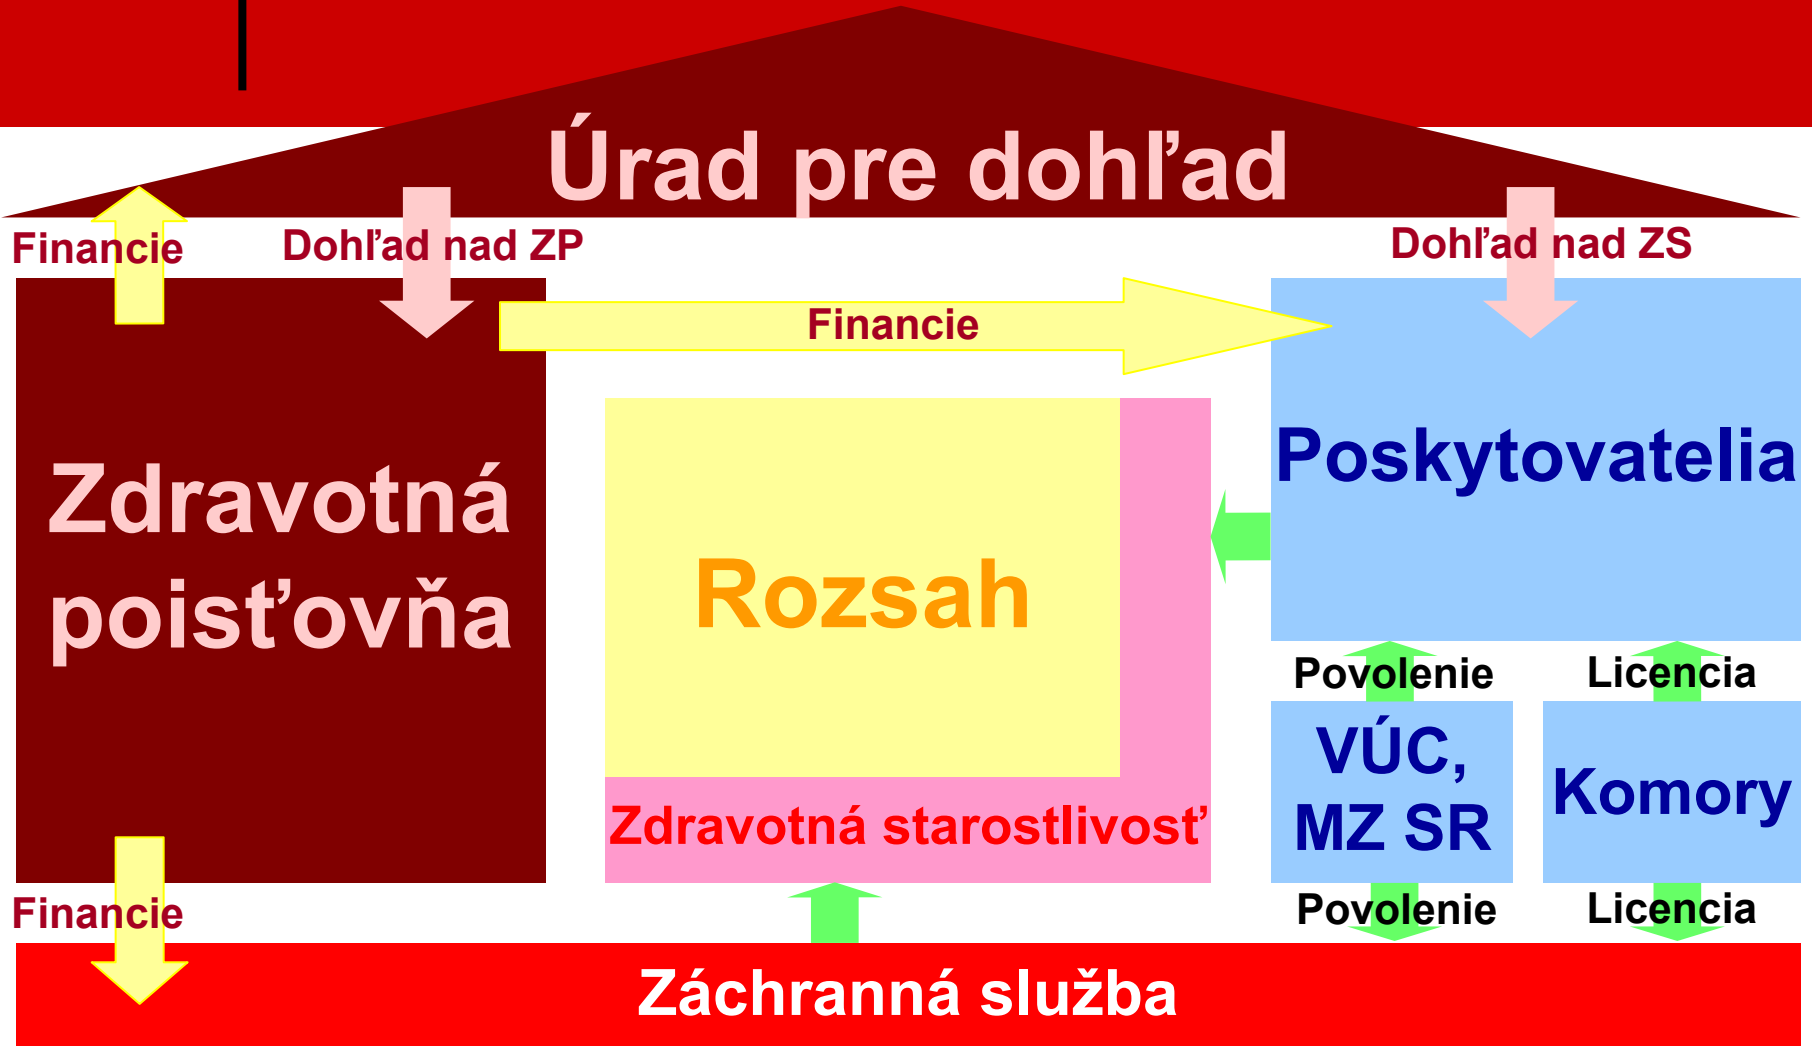 Úrad pre dohľad
Financie
Dohľad nad ZP
Dohľad nad ZS
Financie
Zdravotná
poisťovňa
Rozsah
Zdravotná starostlivosť
Poskytovatelia
Povolenie
Licencia
VÚC,
MZ SR
Komory
Financie
Povolenie
Licencia
Záchranná služba